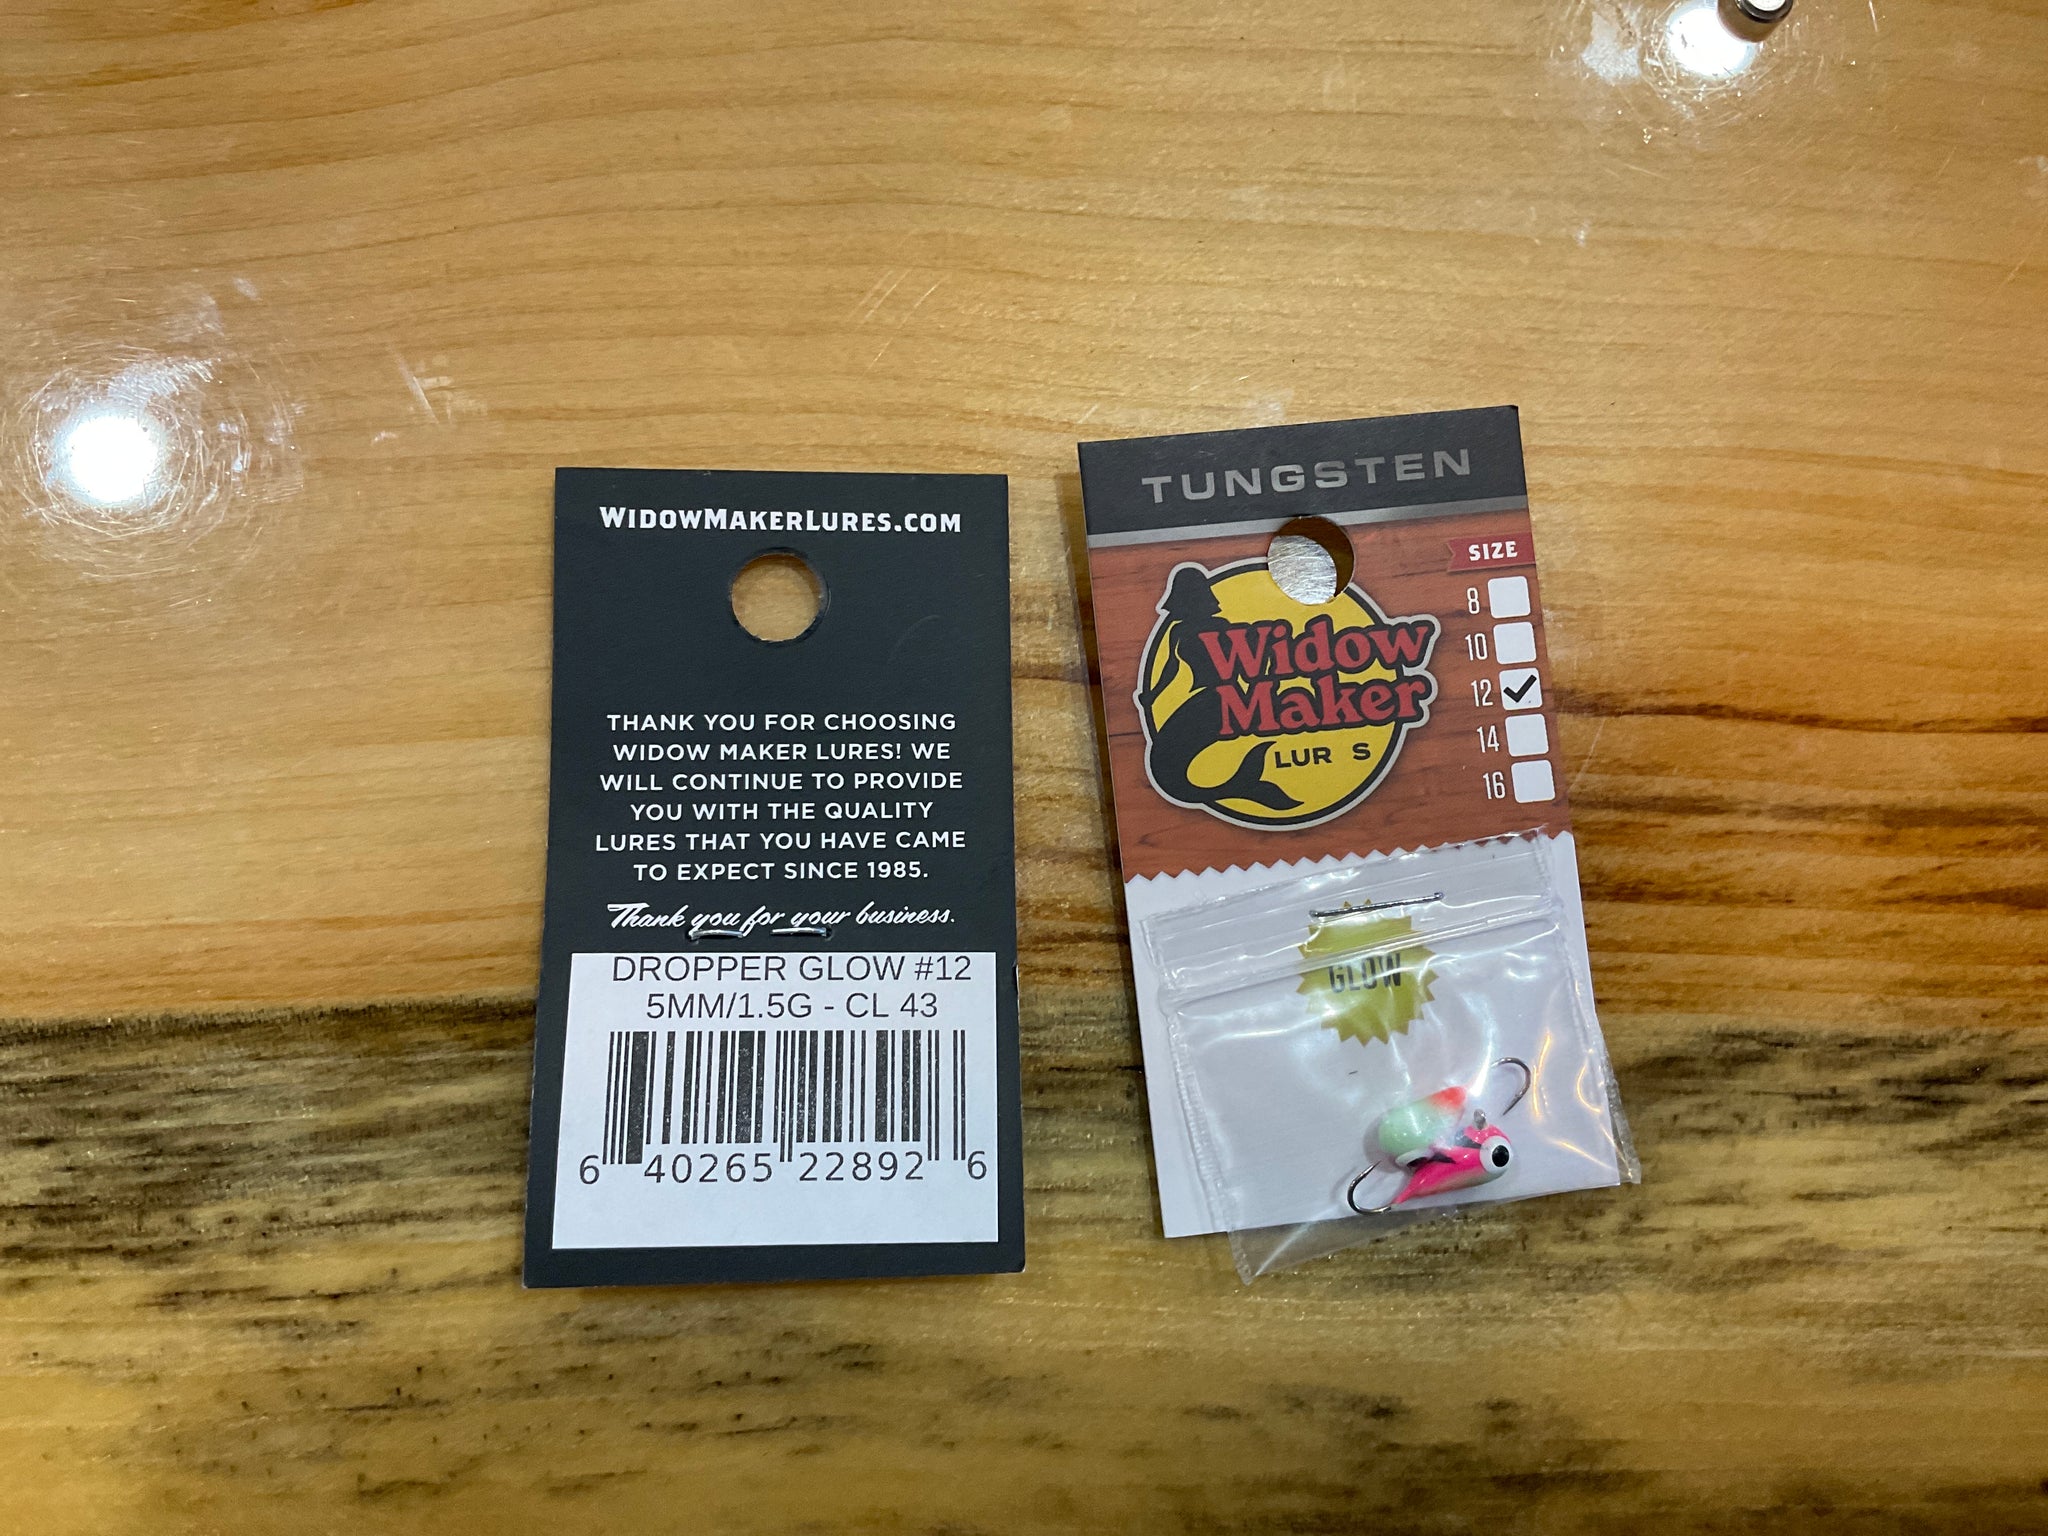 WIDOWMAKERLURES.COM
THANK YOU FOR CHOOSING
WIDOW MAKER LURES! WE
WILL CONTINUE TO PROVIDE
YOU WITH THE QUALITY
LURES THAT YOU HAVE CAME
TO EXPECT SINCE 1985.
Thank you for your business.
DROPPER GLOW #12
5MM/1.5G - CL 43
6 40265 22892 6
TUNGSTEN
SIZE
8
10
12
14
16
Widow
Maker
LUR S
GLOW